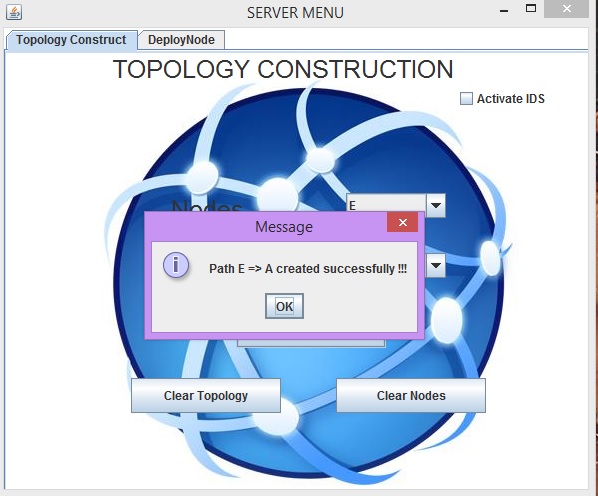 SERVER MENU
Topology Construct
DeployNode
TOPOLOGY CONSTRUCTION
Activate IDS
Nodes
E
Message
i
Path E => A created successfully !!!
OK
Clear Topology
Clear Nodes